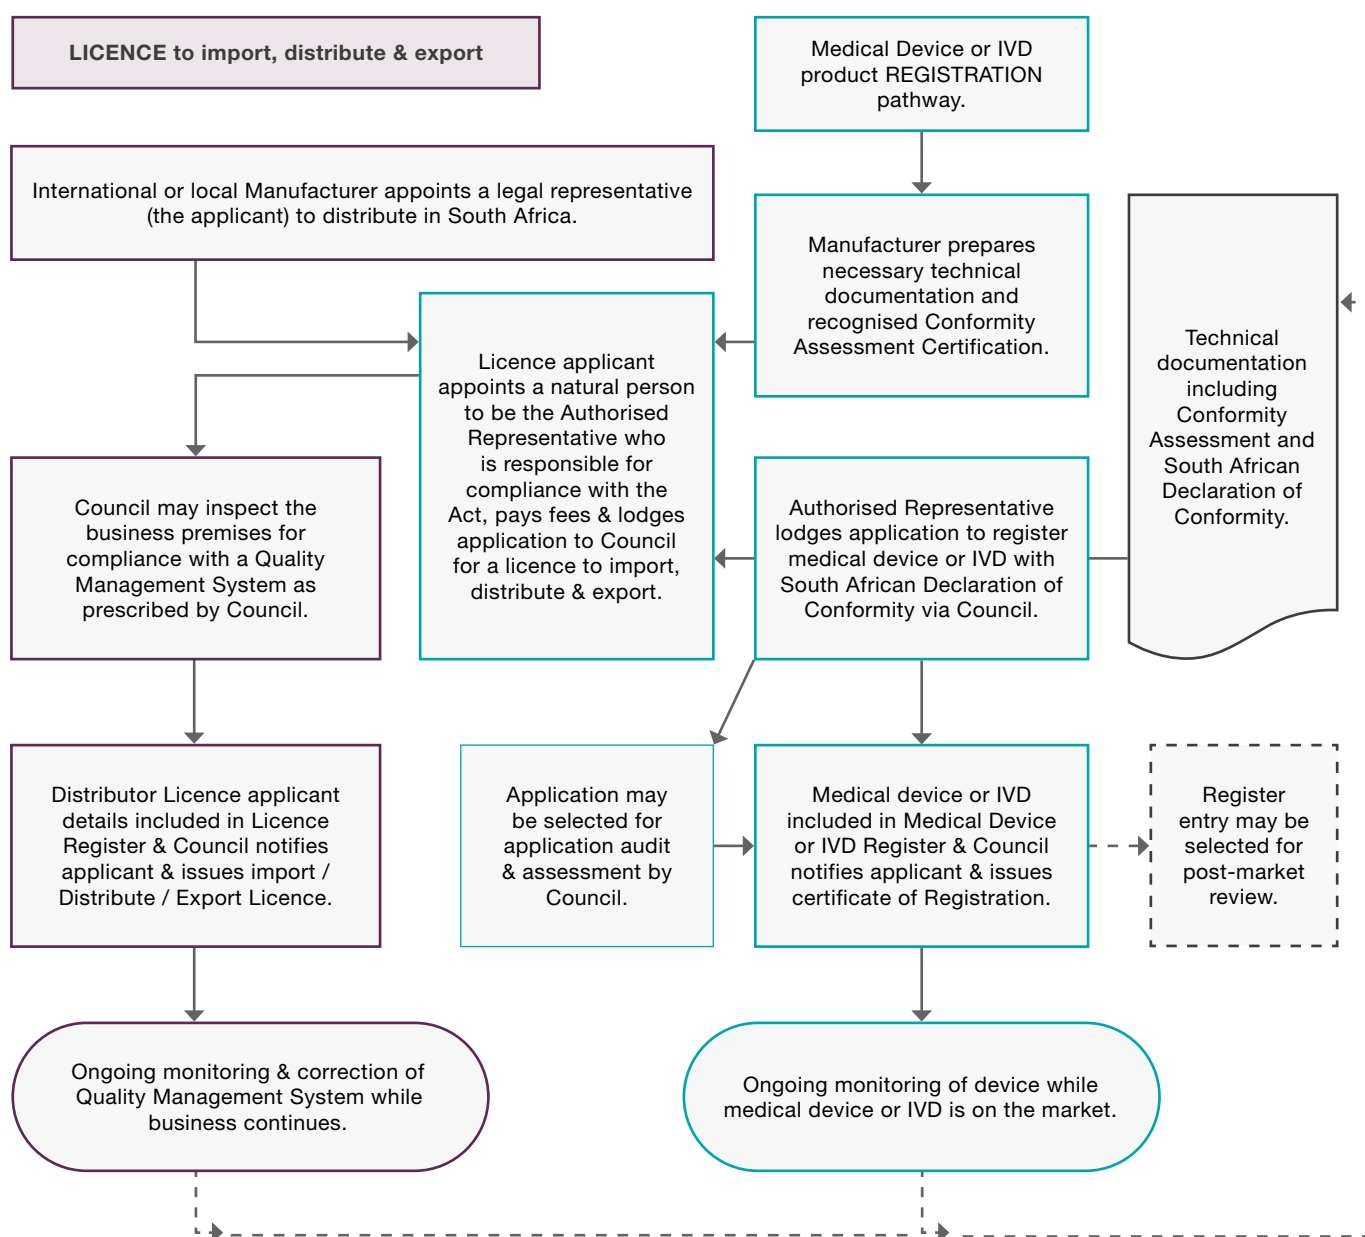 LICENCE to import, distribute & export
Medical Device or IVD
product REGISTRATION
pathway.
International or local Manufacturer appoints a legal representative
(the applicant) to distribute in South Africa.
Manufacturer prepares
necessary technical
documentation and
recognised Conformity
Assessment Certification.
Technical
documentation
including
Conformity
Assessment and
South African
Declaration of
Conformity.
Licence applicant
appoints a natural person
to be the Authorised
Representative who
is responsible for
compliance with the
Act, pays fees & lodges
application to Council
for a licence to import,
distribute & export.
Council may inspect the
business premises for
compliance with a Quality
Management System as
prescribed by Council.
Authorised Representative
lodges application to register
medical device or IVD with
South African Declaration of
Conformity via Council.
Distributor Licence applicant
details included in Licence
Register & Council notifies
applicant & issues import /
Distribute / Export Licence.
Application may
be selected for
application audit
& assessment by
Council.
Medical device or IVD
included in Medical Device
or IVD Register & Council
notifies applicant & issues
certificate of Registration.
Register
entry may be
selected for
post-market
review.
Ongoing monitoring & correction of
Quality Management System while
business continues.
Ongoing monitoring of device while
medical device or IVD is on the market.